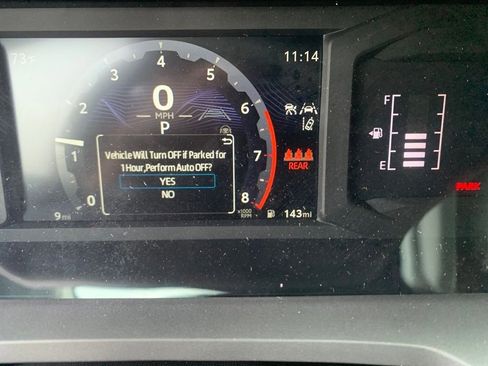 73°F
11:14
4
5
3
2
6
1
7
0
8
0
MPH
P
Vehicle Will Turn OFF if Parked for
1 Hour,Perform Auto OFF?
YES
NO
REAR
9 mi
x1000
RPM
143mi
F
E
PARK